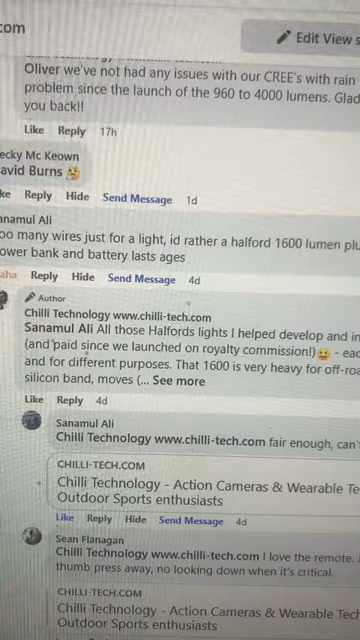 com
Edit View s
Oliver we've not had any issues with our CREE's with rain
problem since the launch of the 960 to 4000 lumens. Glad
you back!!
Like Reply 17h
ecky Mc Keown
avid Burns
ke Reply Hide Send Message 1d
anamul Ali
oo many wires just for a light, id rather a halford 1600 lumen plu
ower bank and battery lasts ages
aha Reply Hide Send Message 4d
Author
Chilli Technology www.chilli-tech.com
Sanamul Ali All those Halfords lights I helped develop and in
(and paid since we launched on royalty commission!) - eac
and for different purposes. That 1600 is very heavy for off-roa
silicon band, moves (... See more
Like Reply 4d
Sanamul Ali
Chilli Technology www.chilli-tech.com fair enough, can'
CHILLI-TECH.COM
Chilli Technology - Action Cameras & Wearable Te
Outdoor Sports enthusiasts
Like Reply Hide Send Message 4d
Sean Flanagan
Chilli Technology www.chilli-tech.com I love the remote.
thumb press away, no looking down when it's critical.
CHILLI-TECH.COM
Chilli Technology - Action Cameras & Wearable Tech
Outdoor Sports enthusiasts